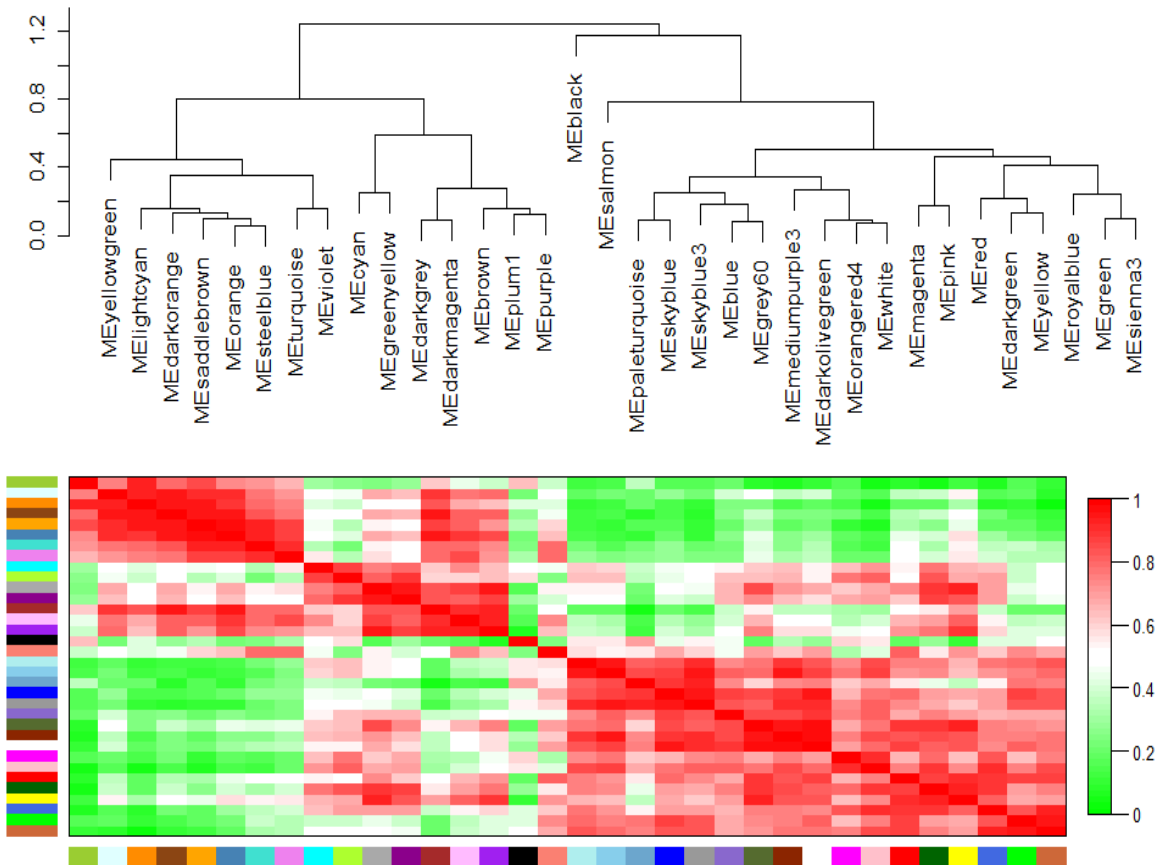 1.2
0.8
0.4
0.0
MEyellowgreen
MElightcyan
MEdarkorange
MEsaddlebrown
MEorange
MEsteelblue
MEturquoise
MEviolet
MEcyan
MEgreenyellow
MEdarkgrey
MEdarkmagenta
MEbrown
MEplum1
MEpurple
MEblack
MEsalmon
MEpaleturquoise
MEskyblue
MEskyblue3
MEblue
MEgrey60
MEmediumpurple3
MEdarkolivegreen
MEorangered4
MEwhite
MEmagenta
MEpink
MEred
MEdarkgreen
MEyellow
MEroyalblue
MEgreen
MEsienna3
1
0.8
0.6
0.4
0.2
0